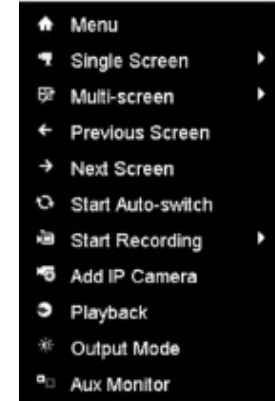 Menu
Single Screen
Multi-screen
Previous Screen
Next Screen
Start Auto-switch
Start Recording
Add IP Camera
Playback
Output Mode
Aux Monitor